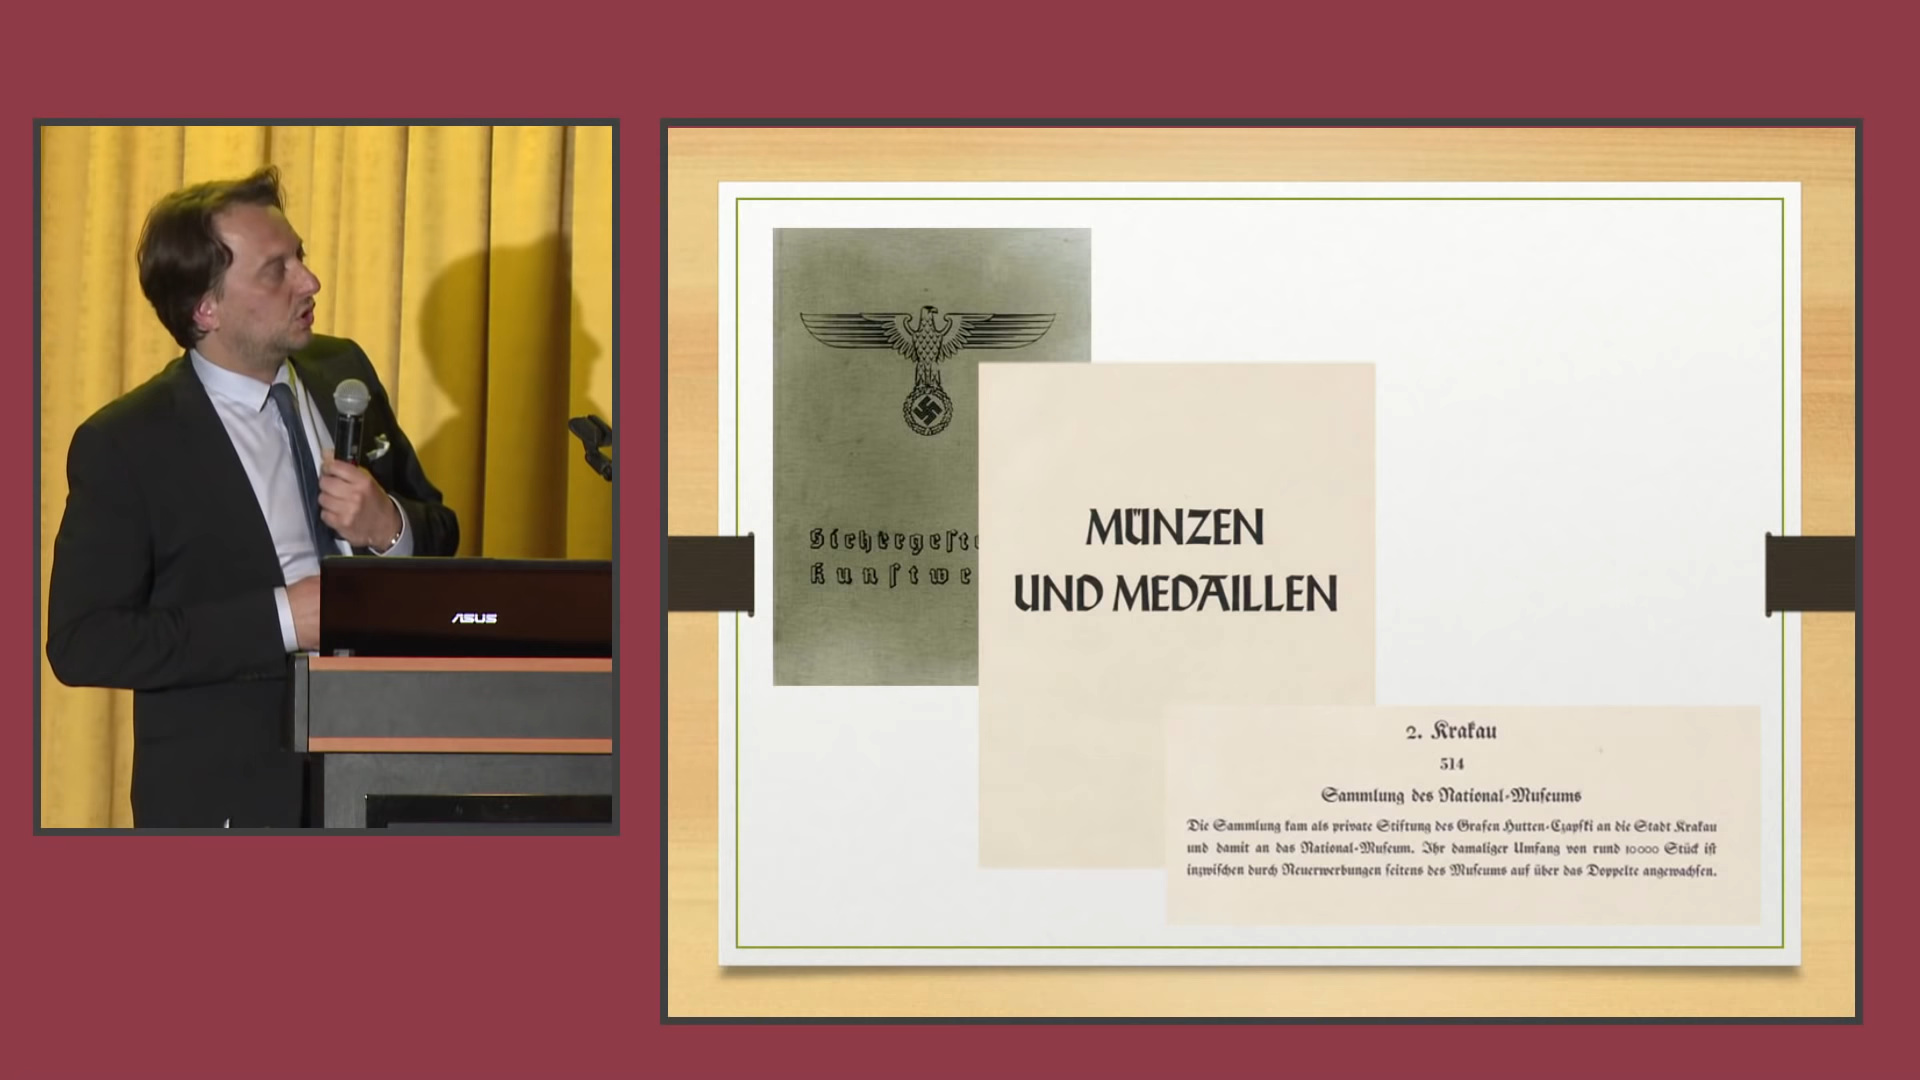 ASUS
Sichergeste
Kunstwe
MÜNZEN
UND MEDAILLEN
2. Krakau
514
Sammlung des National-Museums
Die Sammlung kam als private Stiftung des Grafen Hutten-Czapski an die Stadt Krakau
und damit an das National-Museum. Ihr damaliger Umfang von rund 10000 Stück ist
inzwischen durch Neuerwerbungen seitens des Museums auf über das Doppelte angewachsen.